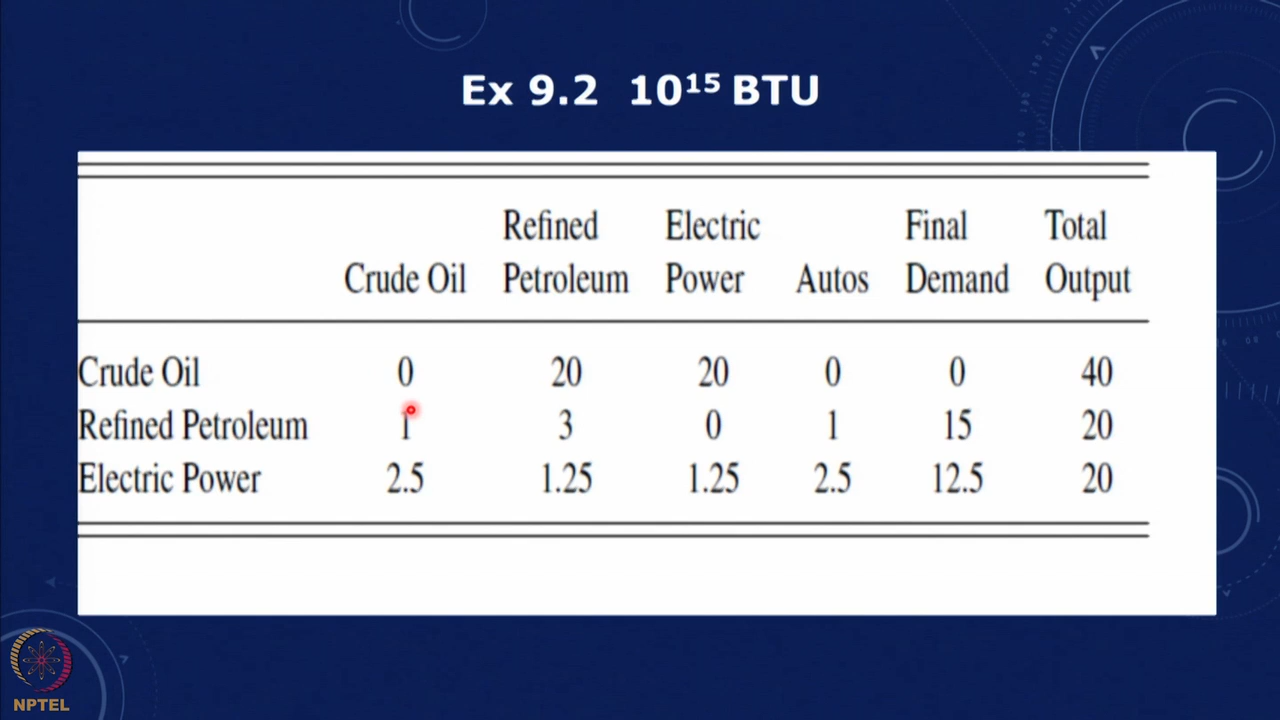 Ex 9.2 10¹⁵ BTU
Refined Electric Final Total
Crude Oil Petroleum Power Autos Demand Output
Crude Oil 0 20 20 0 0 40
Refined Petroleum 1 3 0 1 15 20
Electric Power 2.5 1.25 1.25 2.5 12.5 20
NPTEL